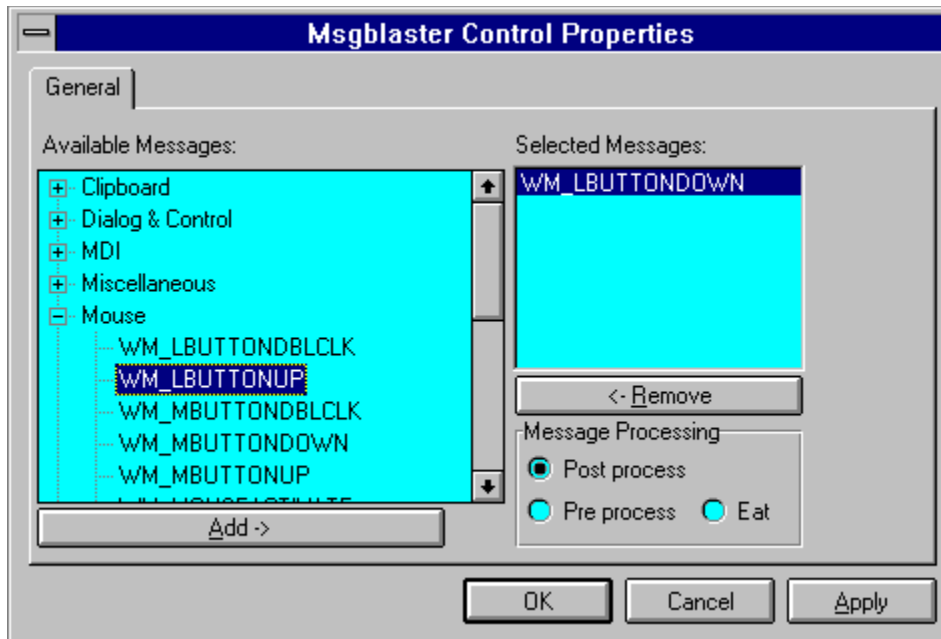 Msgblaster Control Properties
General
Available Messages:
Clipboard
Dialog & Control
MDI
Miscellaneous
Mouse
WM_LBUTTONDBLCLK
WM_LBUTTONUP
WM_MBUTTONDBLCLK
WM_MBUTTONDOWN
WM_MBUTTONUP
Add ->
Selected Messages:
WM_LBUTTONDOWN
<- Remove
Message Processing
Post process
Pre process Eat
OK Cancel Apply